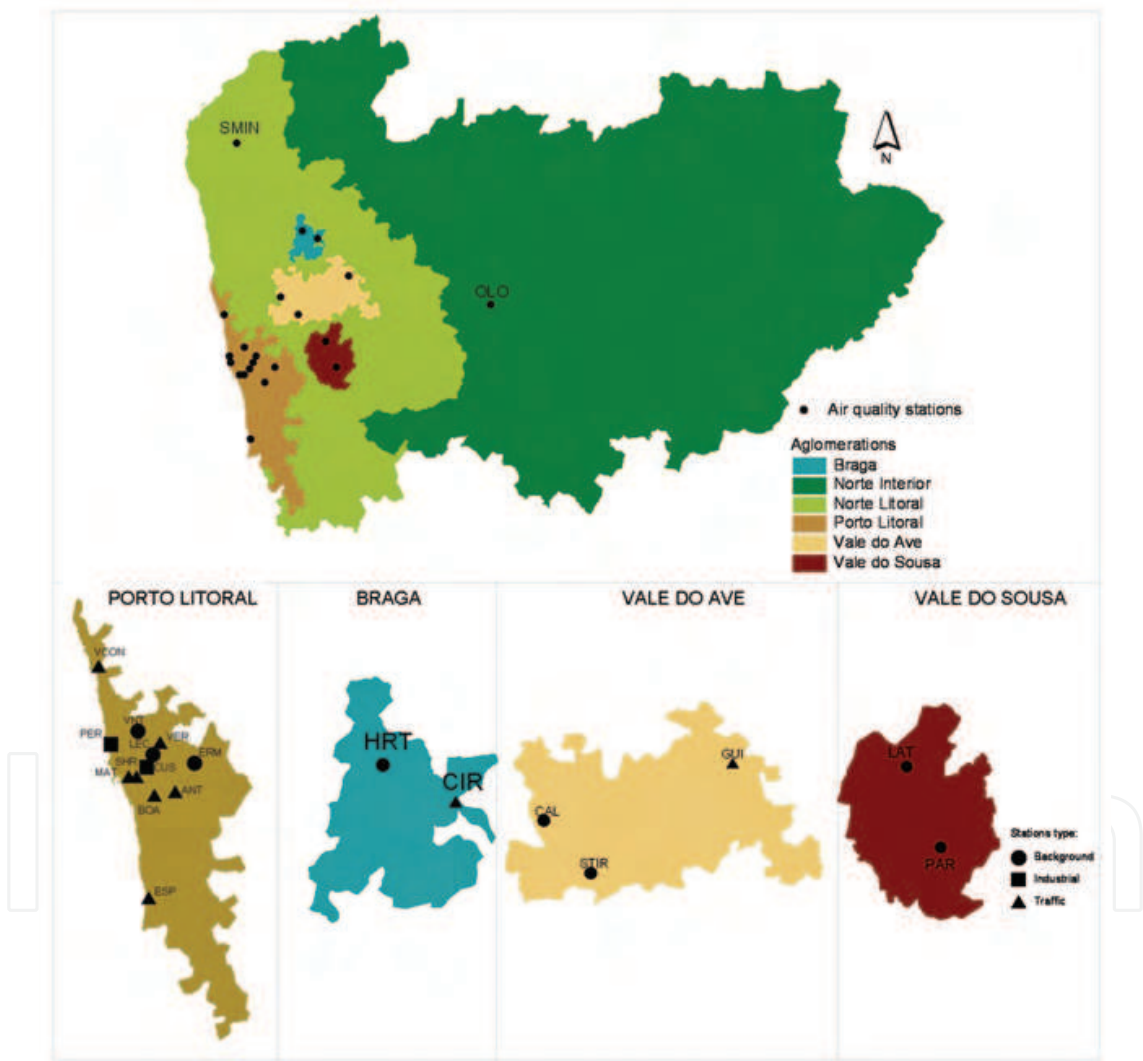 SMIN
N
OLO
Air quality stations
Aglomerations
Braga
Norte Interior
Norte Litoral
Porto Litoral
Vale do Ave
Vale do Sousa
PORTO LITORAL
BRAGA
VALE DO AVE
VALE DO SOUSA
VCON
VNT
PER
LEC
VER
ERM
SHR
CUS
MAT
ANT
BOA
ESP
HRT
CIR
GUI
CAL
STIR
LAT
PAR
Stations type:
Background
Industrial
Traffic